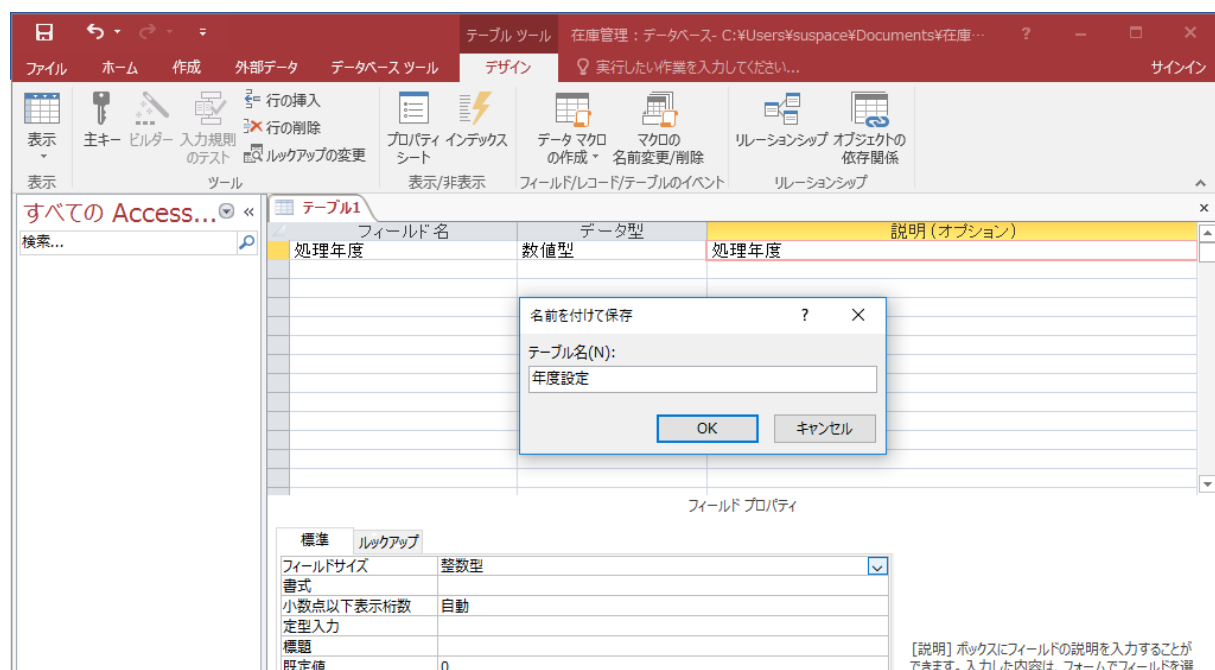 テーブル ツール 在庫管理：データベース- C:¥Users¥suspace¥Documents¥在庫… ?
ファイル ホーム 作成 外部データ データベース ツール デザイン 実行したい作業を入力してください... サインイン
表示
主キー
ビルダー
入力規則
のテスト
行の挿入
行の削除
ルックアップの変更
プロパティ
シート
インデックス
データ マクロ
の作成
マクロの
名前変更/削除
リレーションシップ
オブジェクトの
依存関係
表示 ツール 表示/非表示 フィールド/レコード/テーブルのイベント リレーションシップ
すべての Access... «
検索...
テーブル1
フィールド名 データ型 説明(オプション)
処理年度 数値型 処理年度
名前を付けて保存 ?
テーブル名(N):
年度設定
OK キャンセル
フィールド プロパティ
標準 ルックアップ
フィールドサイズ 整数型
書式
小数点以下表示桁数 自動
定型入力
標題
既定値 0
[説明] ボックスにフィールドの説明を入力することが
できます。入力した内容は、フォームでフィールドを選